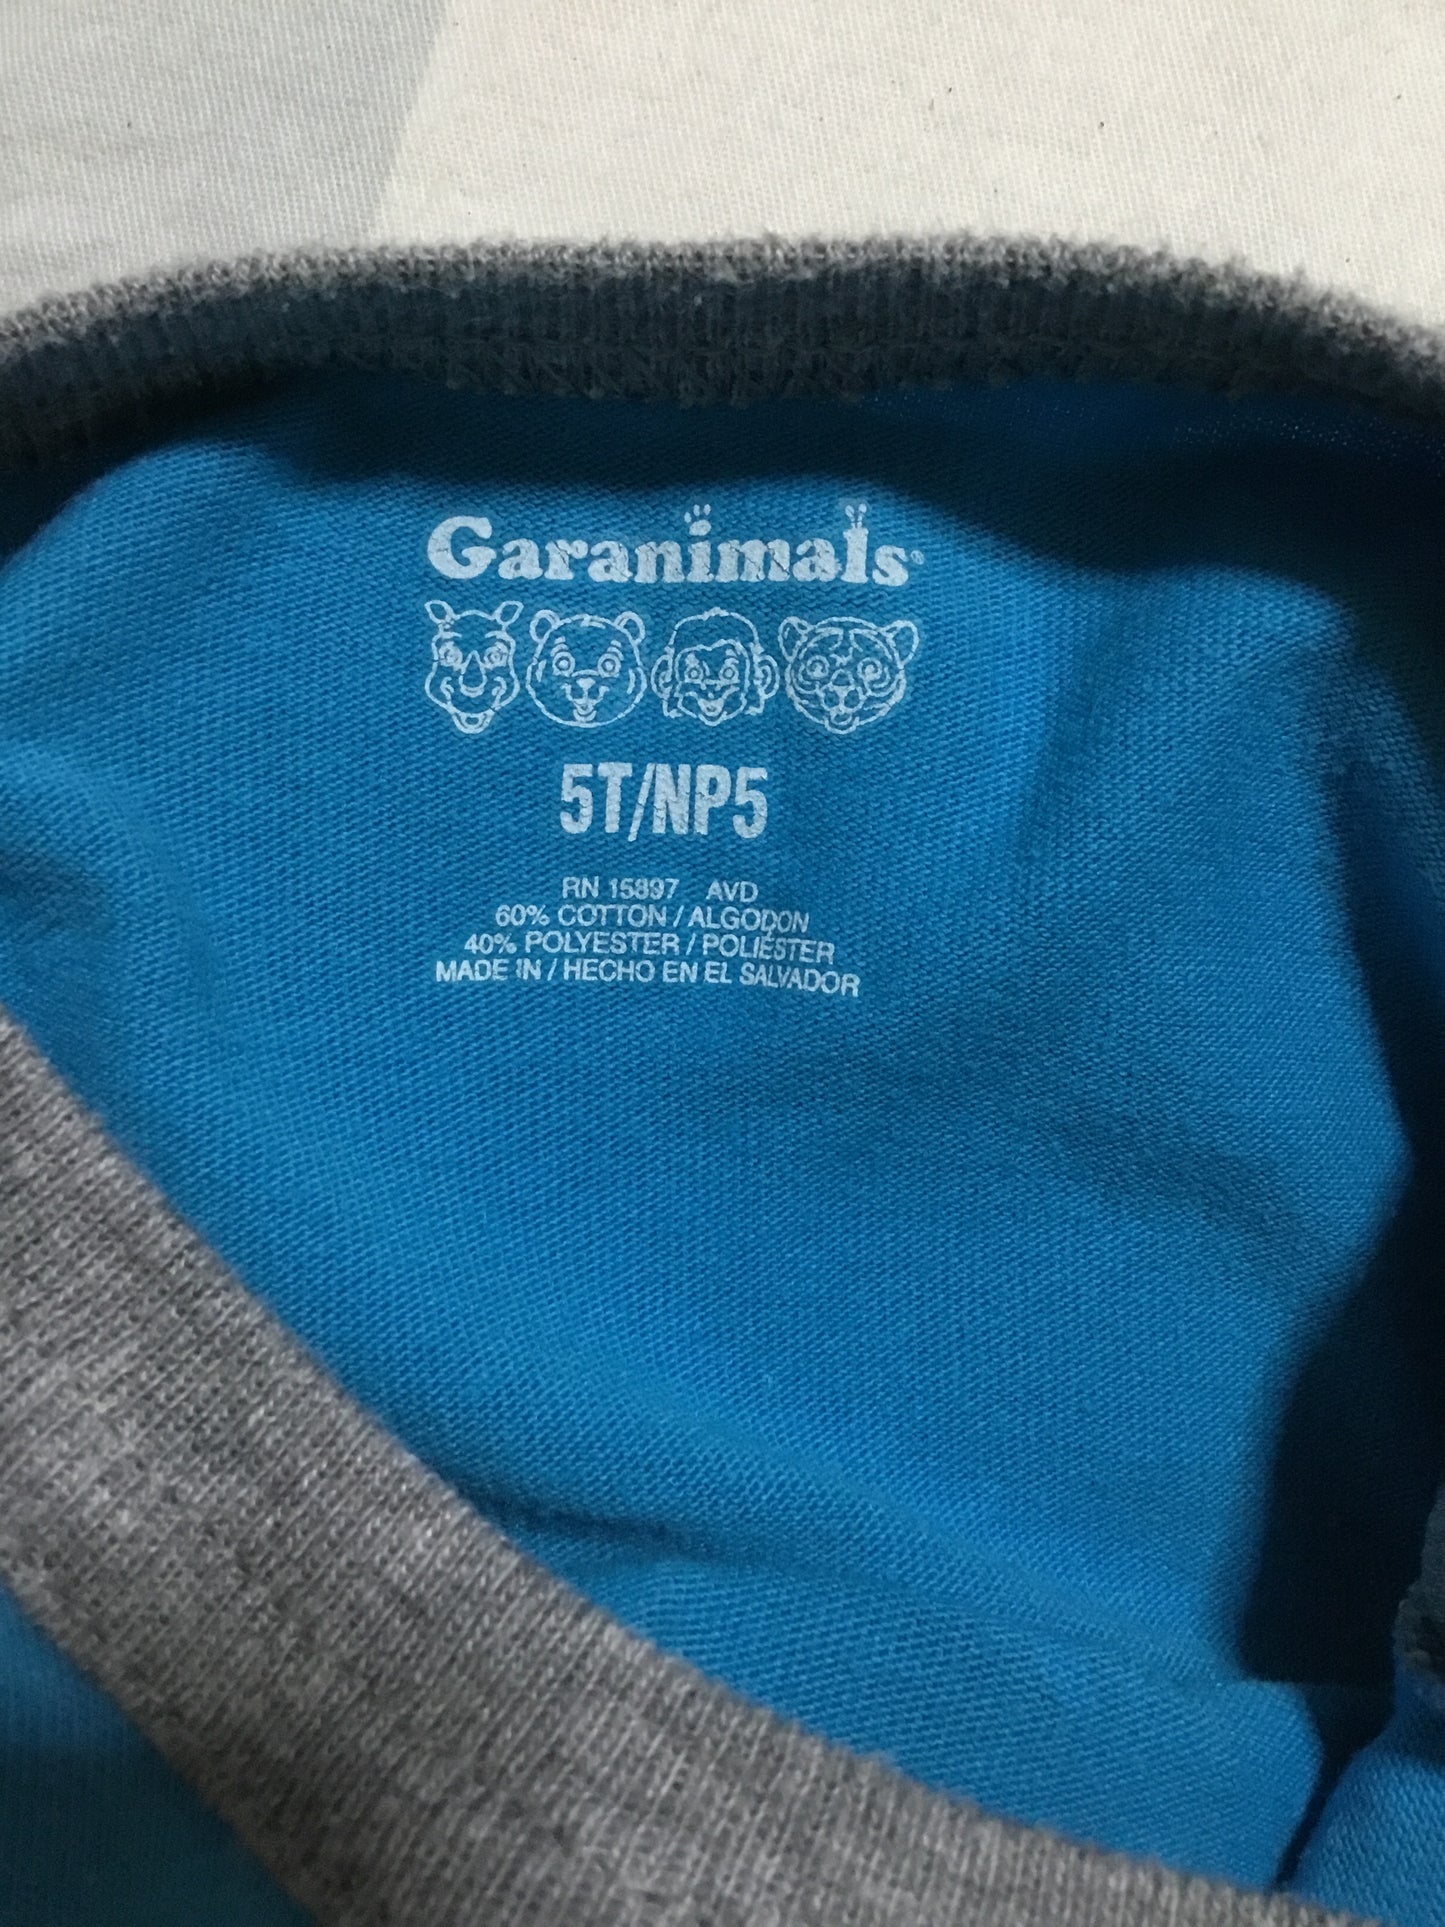 Garanimals®
5T/NP5
RN 15897 AVD
60% COTTON / ALGODON
40% POLYESTER / POLIÉSTER
MADE IN / HECHO EN EL SALVADOR